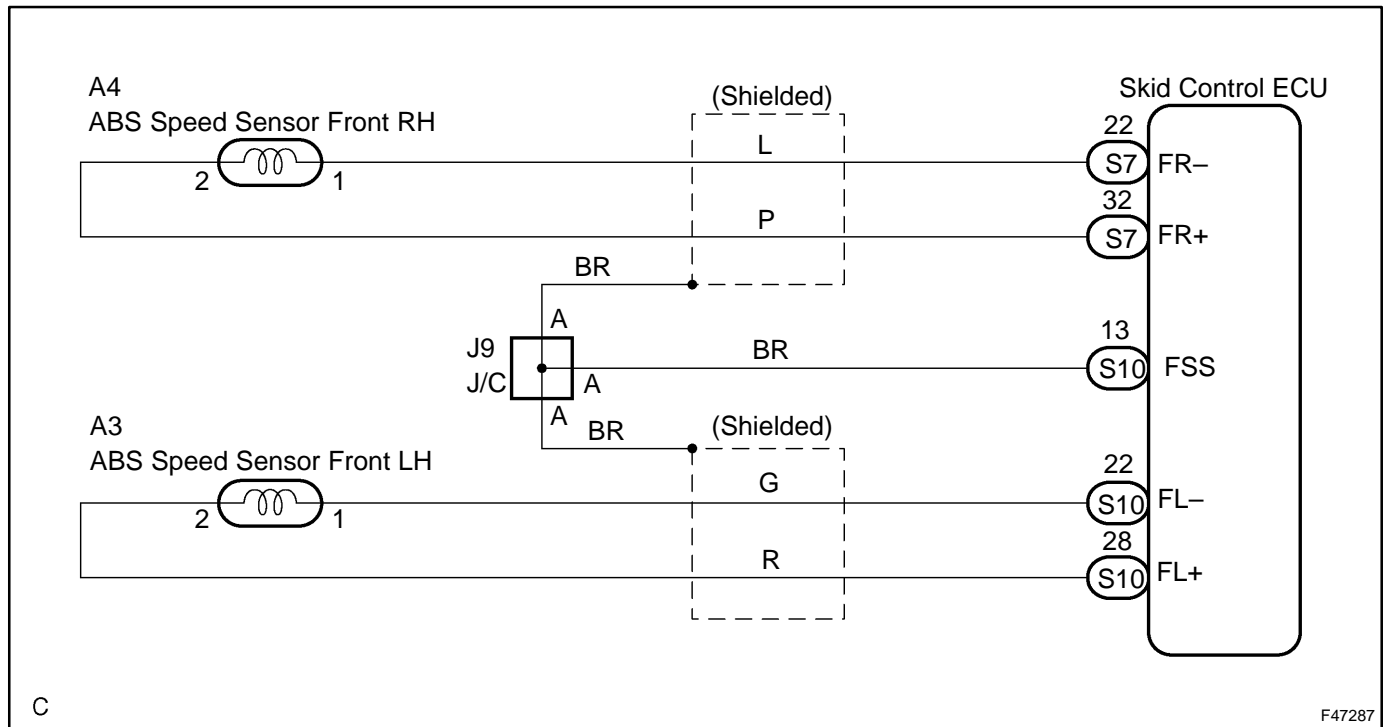 A4
ABS Speed Sensor Front RH
2
1
(Shielded)
L
P
BR
Skid Control ECU
22
S7
FR–
32
S7
FR+
J9
J/C
A
A
A
BR
13
S10
FSS
BR
A3
ABS Speed Sensor Front LH
2
1
(Shielded)
G
R
22
S10
FL–
28
S10
FL+
C
F47287